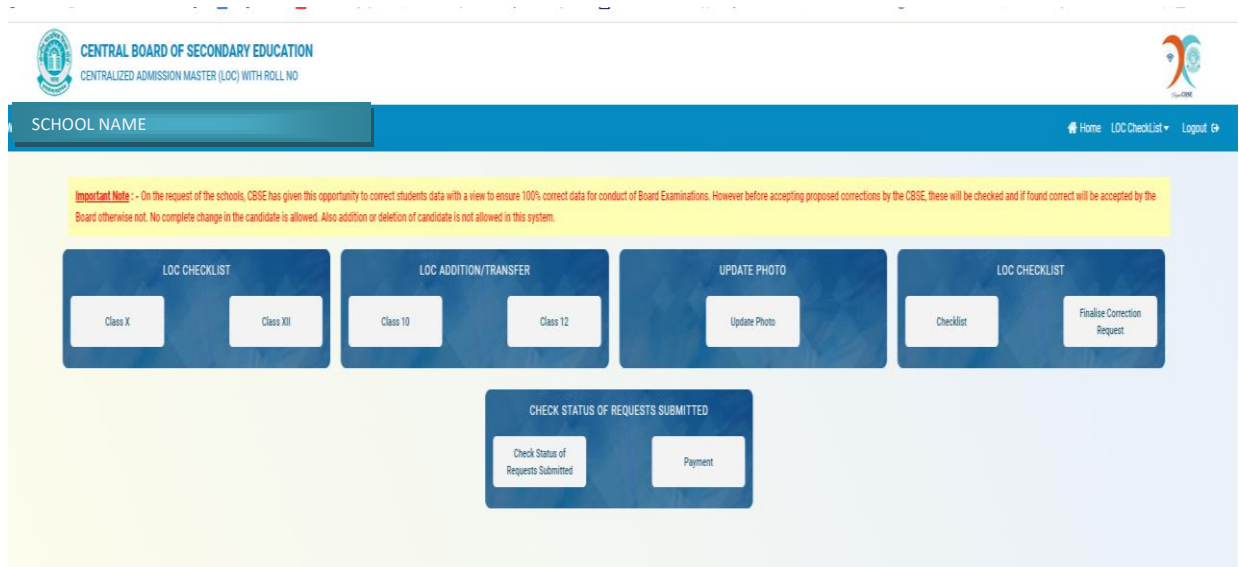 CENTRAL BOARD OF SECONDARY EDUCATION
CENTRALIZED ADMISSION MASTER (LOC) WITH ROLL NO
SCHOOL NAME
Home LOC CheckList Logout
Important Note : - On the request of the schools, CBSE has given this opportunity to correct students data with a view to ensure 100% correct data for conduct of Board Examinations. However before accepting proposed corrections by the CBSE, these will be checked and if found correct will be accepted by the
Board otherwise not. No complete change in the candidate is allowed. Also addition or deletion of candidate is not allowed in this system.
LOC CHECKLIST
Class X
Class XII
LOC ADDITION/TRANSFER
Class 10
Class 12
UPDATE PHOTO
Update Photo
LOC CHECKLIST
Checklist
Finalise Correction
Request
CHECK STATUS OF REQUESTS SUBMITTED
Check Status of
Requests Submitted
Payment